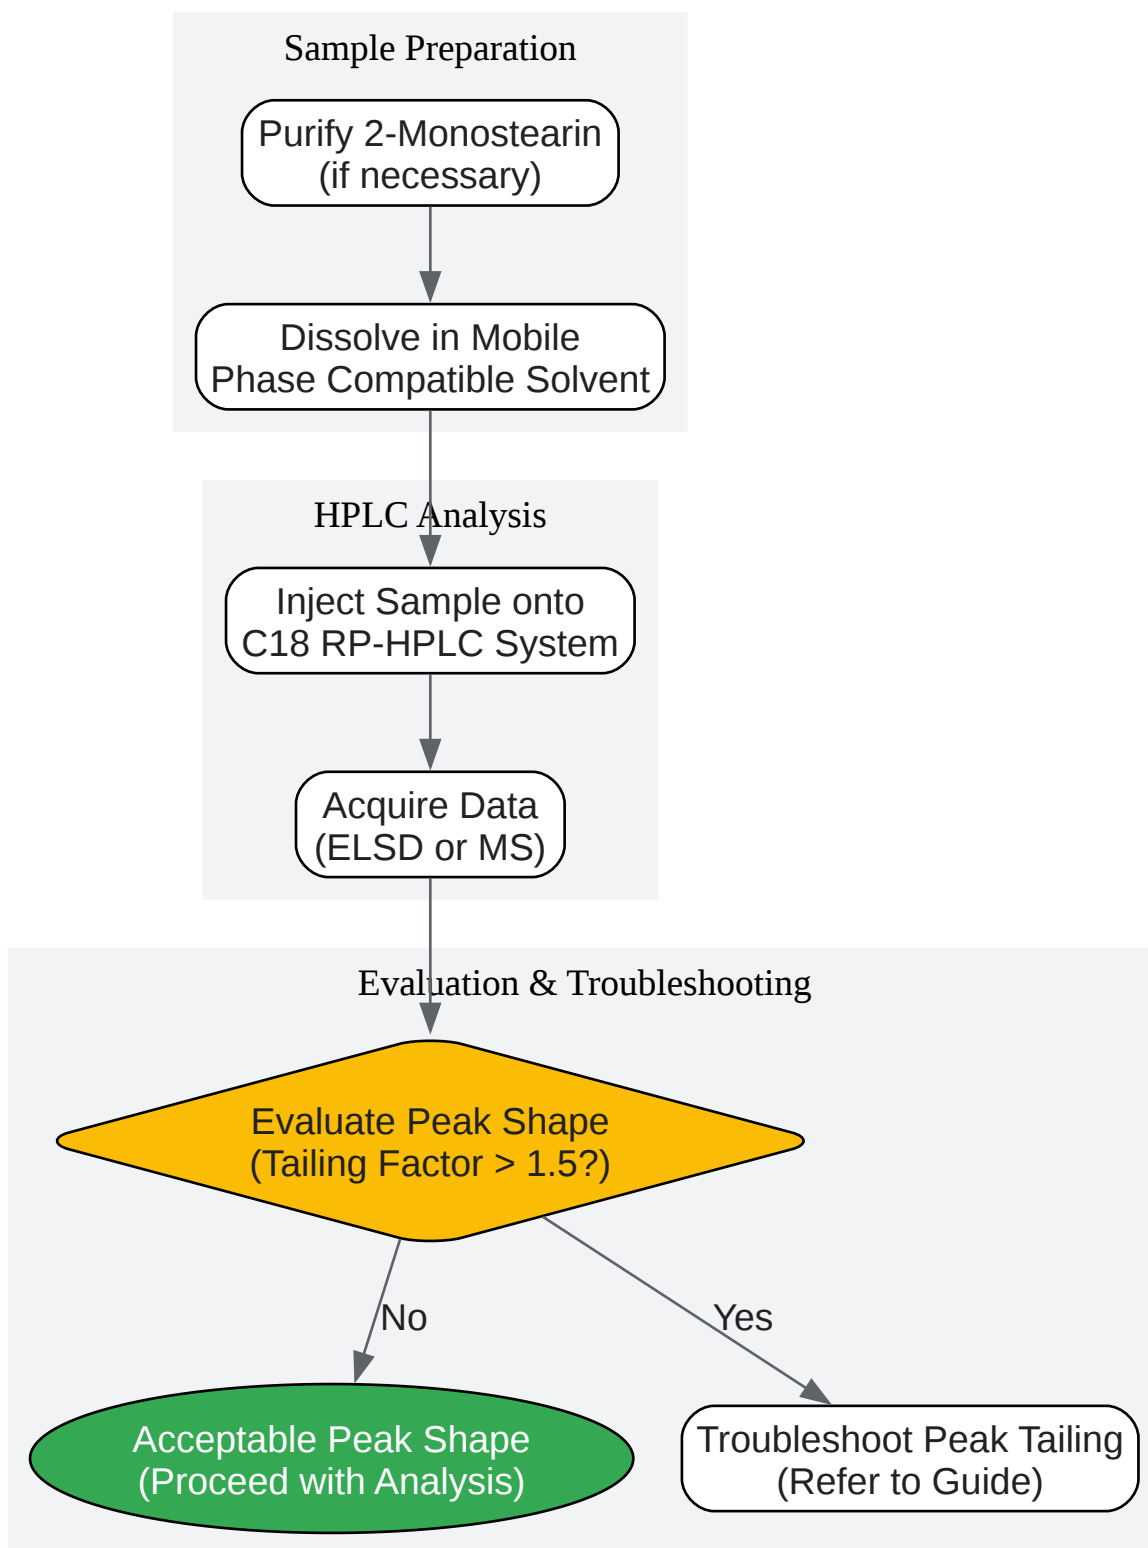 Sample Preparation
Purify 2-Monostearin
(if necessary)
Dissolve in Mobile
Phase Compatible Solvent
HPLC Analysis
Inject Sample onto
C18 RP-HPLC System
Acquire Data
(ELSD or MS)
Evaluation & Troubleshooting
Evaluate Peak Shape
(Tailing Factor > 1.5?)
No
Yes
Acceptable Peak Shape
(Proceed with Analysis)
Troubleshoot Peak Tailing
(Refer to Guide)